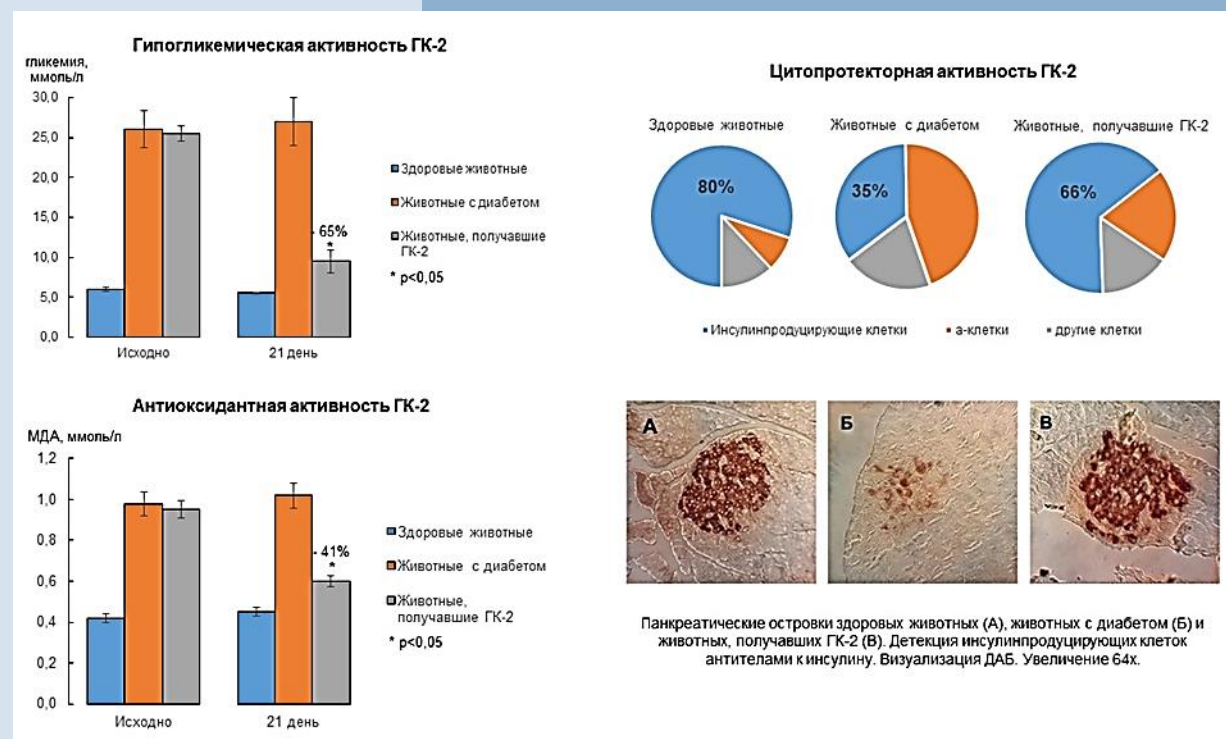 Гипогликемическая активность ГК-2
гликемия,
ммоль/л
30,0
25,0
20,0
15,0
10,0
5,0
0,0
- 65%
*
Исходно
21 день
Здоровые животные
Животные с диабетом
Животные, получавшие
ГК-2
* p<0,05
Антиоксидантная активность ГК-2
МДА, ммоль/л
1,2
1,0
0,8
0,6
0,4
0,2
0,0
- 41%
*
Исходно
21 день
Здоровые животные
Животные с диабетом
Животные,
получавшие ГК-2
* p<0,05
Цитопротекторная активность ГК-2
Здоровые животные
Животные с диабетом
Животные, получавшие ГК-2
80%
35%
66%
Инсулинпродуцирующие клетки
а-клетки
другие клетки
А
Б
В
Панкреатические островки здоровых животных (А), животных с диабетом (Б) и
животных, получавших ГК-2 (В). Детекция инсулинпродуцирующих клеток
антителами к инсулину. Визуализация ДАБ. Увеличение 64х.